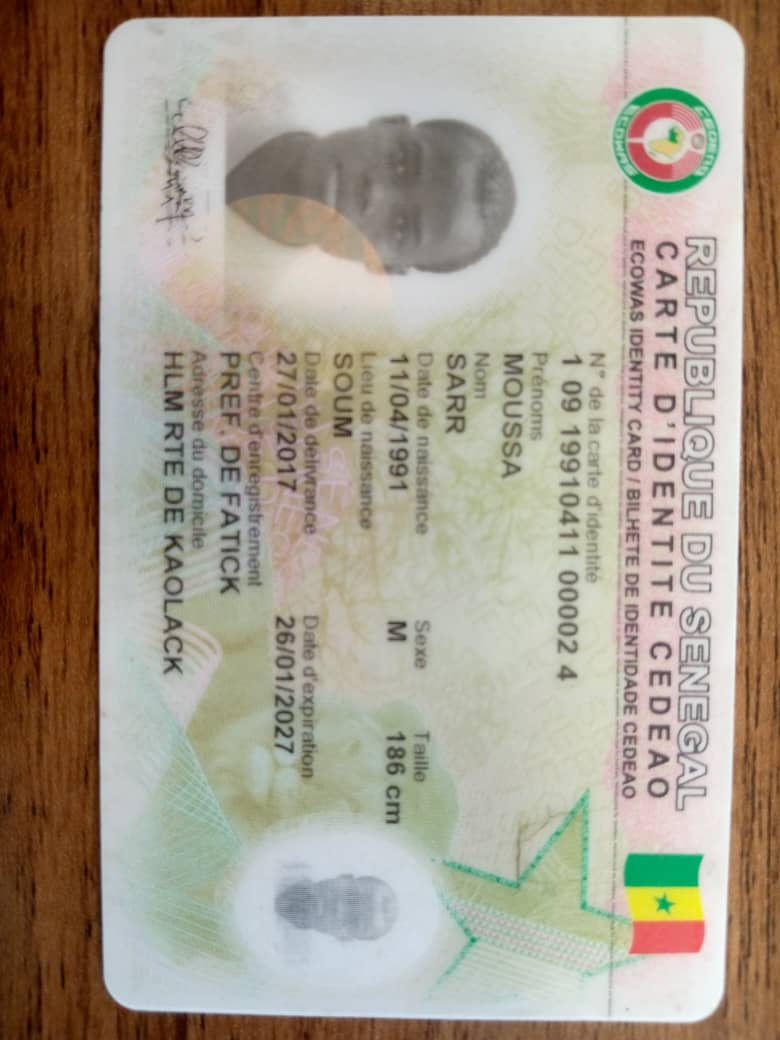 REPUBLIQUE DU SENEGAL
CARTE D'IDENTITE CEDEAO
ECOWAS IDENTITY CARD / BILHETE DE IDENTIDADE CEDEAO
CEDEAO
ECOWAS
N° de la carte d'identité
1 09 19910411 00002 4
Prénoms
MOUSSA
Nom
SARR
Date de naissance Sexe Taille
11/04/1991 M 186 cm
Lieu de naissance
SOUM
Date de délivrance Date d'expiration
27/01/2017 26/01/2027
Centre d'enregistrement
PREF. DE FATICK
Adresse du domicile
HLM RTE DE KAOLACK